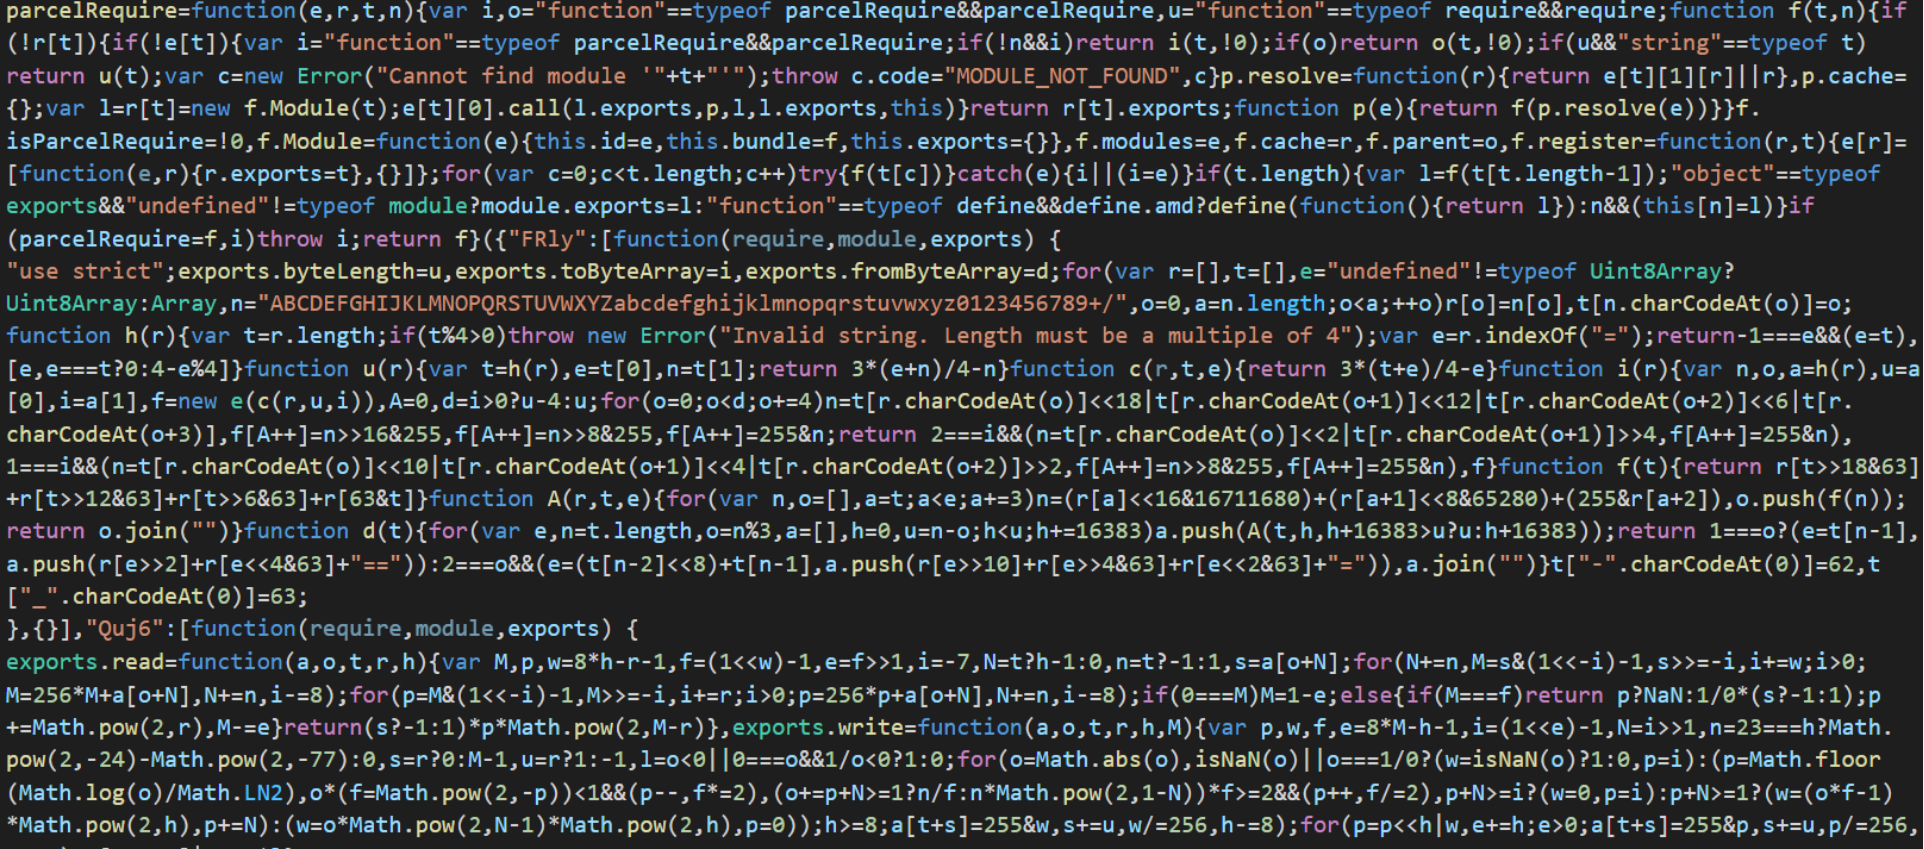 parcelRequire=function(e,r,t,n){var i,o="function"==typeof parcelRequire&&parcelRequire,u="function"==typeof require&&require;function f(t,n){if
(!r[t]){if(!e[t]){var i="function"==typeof parcelRequire&&parcelRequire;if(!n&&i)return i(t,!0);if(o)return o(t,!0);if(u&&"string"==typeof t)
return u(t);var c=new Error("Cannot find module '"+t+"'");throw c.code="MODULE_NOT_FOUND",c}p.resolve=function(r){return e[t][1][r]||r},p.cache=
{};var l=r[t]=new f.Module(t);e[t][0].call(l.exports,p,l,l.exports,this)}return r[t].exports;function p(e){return f(p.resolve(e))}}f.
isParcelRequire=!0,f.Module=function(e){this.id=e,this.bundle=f,this.exports={}},f.modules=e,f.cache=r,f.parent=o,f.register=function(r,t){e[r]=
[function(e,r){r.exports=t},{}]};for(var c=0;c<t.length;c++)try{f(t[c])}catch(e){i||(i=e)}if(t.length){var l=f(t[t.length-1]);"object"==typeof
exports&&"undefined"!=typeof module?module.exports=l:"function"==typeof define&&define.amd?define(function(){return l}):n&&(this[n]=l)}if
(parcelRequire=f,i)throw i;return f}({"FRly":[function(require,module,exports) {
"use strict";exports.byteLength=u,exports.toByteArray=i,exports.fromByteArray=d;for(var r=[],t=[],e="undefined"!=typeof Uint8Array?
Uint8Array:Array,n="ABCDEFGHIJKLMNOPQRSTUVWXYZabcdefghijklmnopqrstuvwxyz0123456789+/",o=0,a=n.length;o<a;++o)r[o]=n[o],t[n.charCodeAt(o)]=o;
function h(r){var t=r.length;if(t%4>0)throw new Error("Invalid string. Length must be a multiple of 4");var e=r.indexOf("=");return-1===e&&(e=t),
[e,e===t?0:4-e%4]}function u(r){var t=h(r),e=t[0],n=t[1];return 3*(e+n)/4-n}function c(r,t,e){return 3*(t+e)/4-e}function i(r){var n,o,a=h(r),u=a
[0],i=a[1],f=new e(c(r,u,i)),A=0,d=i>0?u-4:u;for(o=0;o<d;o+=4)n=t[r.charCodeAt(o)]<<18|t[r.charCodeAt(o+1)]<<12|t[r.charCodeAt(o+2)]<<6|t[r.
charCodeAt(o+3)],f[A++]=n>>16&255,f[A++]=n>>8&255,f[A++]=255&n;return 2===i&&(n=t[r.charCodeAt(o)]<<2|t[r.charCodeAt(o+1)]>>4,f[A++]=255&n),
1===i&&(n=t[r.charCodeAt(o)]<<10|t[r.charCodeAt(o+1)]<<4|t[r.charCodeAt(o+2)]>>2,f[A++]=n>>8&255,f[A++]=255&n),f}function f(t){return r[t>>18&63]
+r[t>>12&63]+r[t>>6&63]+r[63&t]}function A(r,t,e){for(var n,o=[],a=t;a<e;a+=3)n=(r[a]<<16&16711680)+(r[a+1]<<8&65280)+(255&r[a+2]),o.push(f(n));
return o.join("")}function d(t){for(var e,n=t.length,o=n%3,a=[],h=0,u=n-o;h<u;h+=16383)a.push(A(t,h,h+16383>u?u:h+16383));return 1===o?(e=t[n-1],
a.push(r[e>>2]+r[e<<4&63]+"==")):2===o&&(e=(t[n-2]<<8)+t[n-1],a.push(r[e>>10]+r[e>>4&63]+r[e<<2&63]+"=")),a.join("")}t["-".charCodeAt(0)]=62,t
["_".charCodeAt(0)]=63;
},{}],"Quj6":[function(require,module,exports) {
exports.read=function(a,o,t,r,h){var M,p,w=8*h-r-1,f=(1<<w)-1,e=f>>1,i=-7,N=t?h-1:0,n=t?-1:1,s=a[o+N];for(N+=n,M=s&(1<<-i)-1,s>>=-i,i+=w;i>0;
M=256*M+a[o+N],N+=n,i-=8);for(p=M&(1<<-i)-1,M>>=-i,i+=r;i>0;p=256*p+a[o+N],N+=n,i-=8);if(0===M)M=1-e;else{if(M===f)return p?NaN:1/0*(s?-1:1);p
+=Math.pow(2,r),M-=e}return(s?-1:1)*p*Math.pow(2,M-r)},exports.write=function(a,o,t,r,h,M){var p,w,f,e=8*M-h-1,i=(1<<e)-1,N=i>>1,n=23===h?Math.
pow(2,-24)-Math.pow(2,-77):0,s=r?0:M-1,u=r?1:-1,l=o<0||0===o&&1/o<0?1:0;for(o=Math.abs(o),isNaN(o)||o===1/0?(w=isNaN(o)?1:0,p=i):(p=Math.floor
(Math.log(o)/Math.LN2),o*(f=Math.pow(2,-p))<1&&(p--,f*=2),(o+=p+N>=1?n/f:n*Math.pow(2,1-N))*f>=2&&(p++,f/=2),p+N>=i?(w=0,p=i):p+N>=1?(w=(o*f-1)
*Math.pow(2,h),p+=N):(w=o*Math.pow(2,N-1)*Math.pow(2,h),p=0));h>=8;a[t+s]=255&w,s+=u,w/=256,h-=8);for(p=p<<h|w,e+=h;e>0;a[t+s]=255&p,s+=u,p/=256,